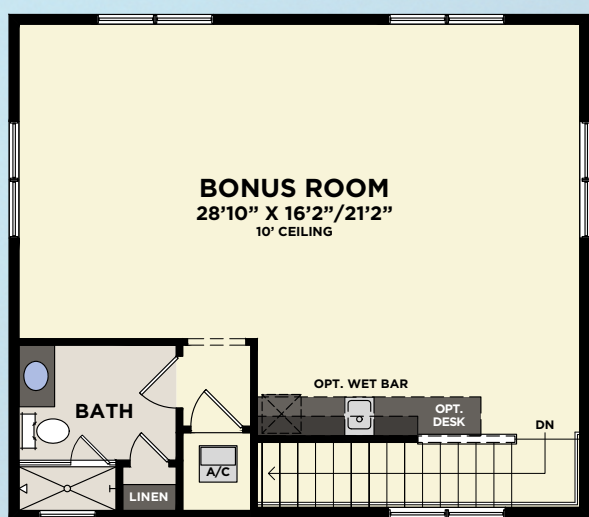 BONUS ROOM
28’10” X 16’2”/21’2”
10’ CEILING
OPT. WET BAR
OPT.
DESK
DN
BATH
A/C
LINEN